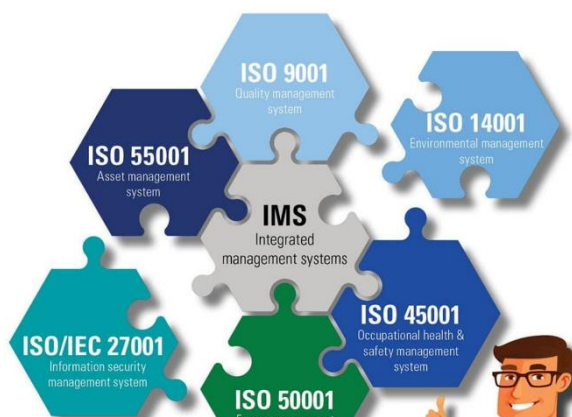 ISO 9001
Quality management
system
ISO 14001
Environmental management
system
ISO 55001
Asset management
system
IMS
Integrated
management systems
ISO/IEC 27001
Information security
management system
ISO 45001
Occupational health &
safety management
system
ISO 50001